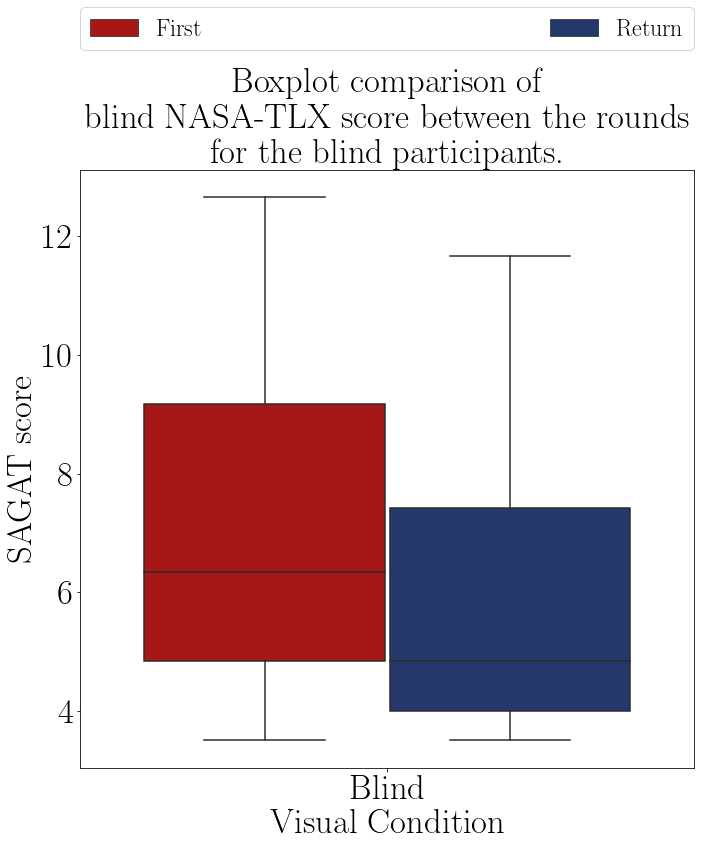 First
Return
Boxplot comparison of
blind NASA-TLX score between the rounds
for the blind participants.
SAGAT score
12
10
8
6
4
Blind
Visual Condition